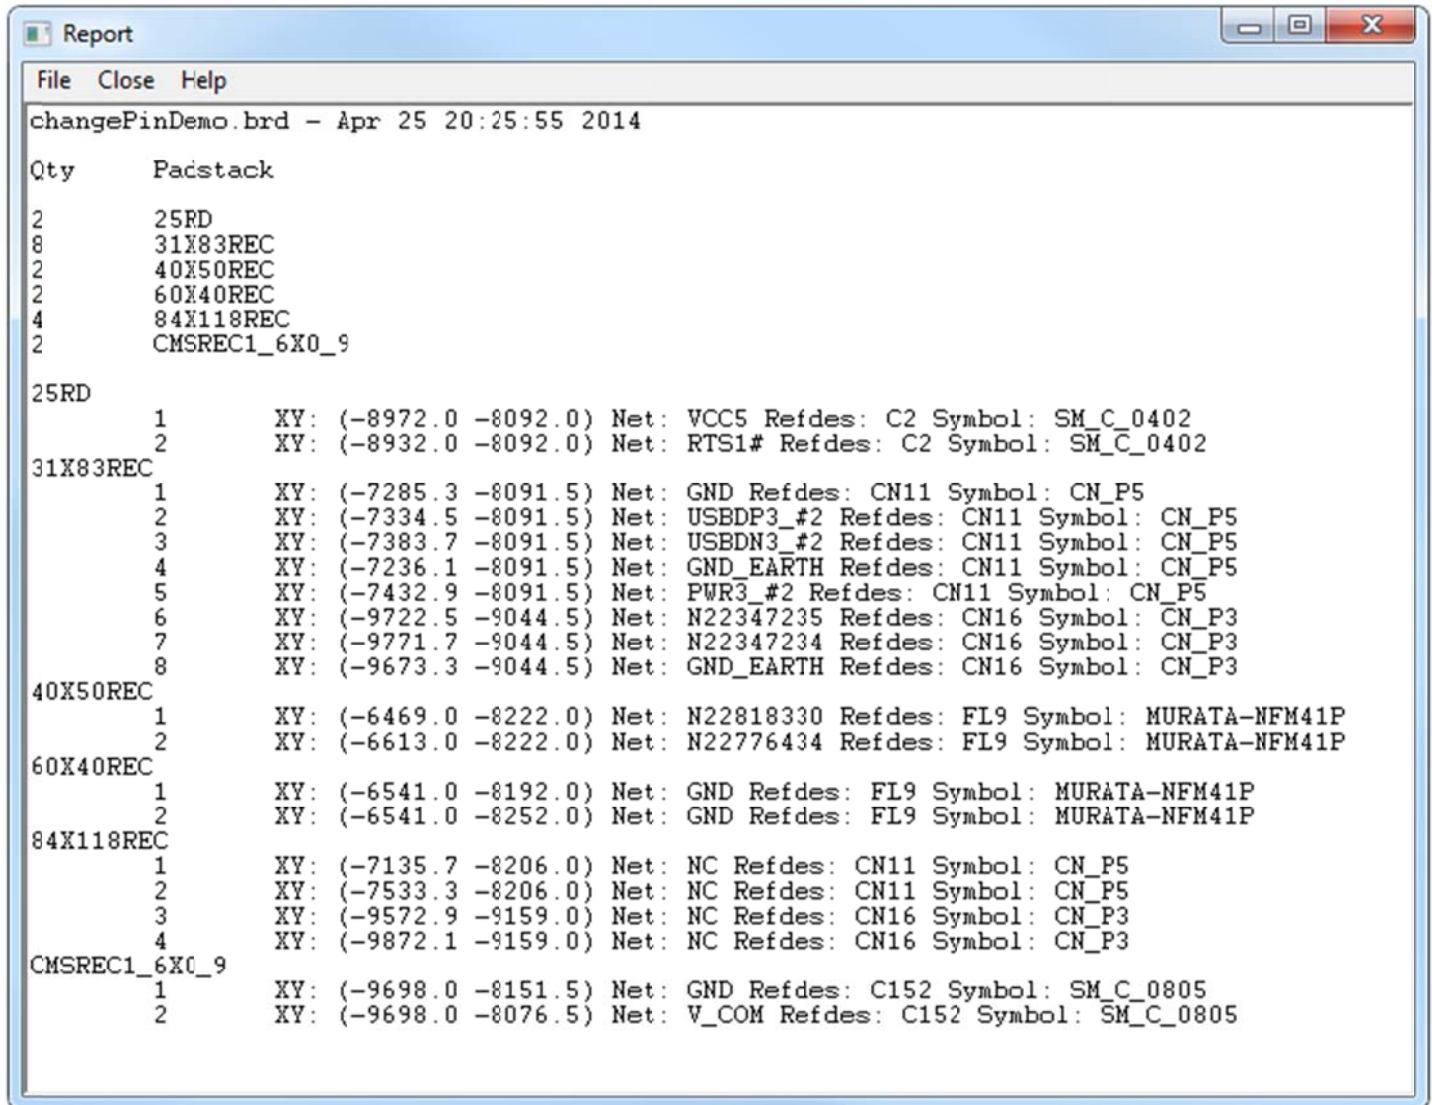 Report
File Close Help
changePinDemo.brd – Apr 25 20:25:55 2014
Qty Padstack
2 25RD
8 31X83REC
2 40X50REC
2 60X40REC
4 84X118REC
2 CMSREC1_6X0_9
25RD
1 XY: (-8972.0 -8092.0) Net: VCC5 Refdes: C2 Symbol: SM_C_0402
2 XY: (-8932.0 -8092.0) Net: RTS1# Refdes: C2 Symbol: SM_C_0402
31X83REC
1 XY: (-7285.3 -8091.5) Net: GND Refdes: CN11 Symbol: CN_P5
2 XY: (-7334.5 -8091.5) Net: USBDP3_#2 Refdes: CN11 Symbol: CN_P5
3 XY: (-7383.7 -8091.5) Net: USBDN3_#2 Refdes: CN11 Symbol: CN_P5
4 XY: (-7236.1 -8091.5) Net: GND_EARTH Refdes: CN11 Symbol: CN_P5
5 XY: (-7432.9 -8091.5) Net: PWR3_#2 Refdes: CN11 Symbol: CN_P5
6 XY: (-9722.5 -9044.5) Net: N22347235 Refdes: CN16 Symbol: CN_P3
7 XY: (-9771.7 -9044.5) Net: N22347234 Refdes: CN16 Symbol: CN_P3
8 XY: (-9673.3 -9044.5) Net: GND_EARTH Refdes: CN16 Symbol: CN_P3
40X50REC
1 XY: (-6469.0 -8222.0) Net: N22818330 Refdes: FL9 Symbol: MURATA-NFM41P
2 XY: (-6613.0 -8222.0) Net: N22776434 Refdes: FL9 Symbol: MURATA-NFM41P
60X40REC
1 XY: (-6541.0 -8192.0) Net: GND Refdes: FL9 Symbol: MURATA-NFM41P
2 XY: (-6541.0 -8252.0) Net: GND Refdes: FL9 Symbol: MURATA-NFM41P
84X118REC
1 XY: (-7135.7 -8206.0) Net: NC Refdes: CN11 Symbol: CN_P5
2 XY: (-7533.3 -8206.0) Net: NC Refdes: CN11 Symbol: CN_P5
3 XY: (-9572.9 -9159.0) Net: NC Refdes: CN16 Symbol: CN_P3
4 XY: (-9872.1 -9159.0) Net: NC Refdes: CN16 Symbol: CN_P3
CMSREC1_6X0_9
1 XY: (-9698.0 -8151.5) Net: GND Refdes: C152 Symbol: SM_C_0805
2 XY: (-9698.0 -8076.5) Net: V_COM Refdes: C152 Symbol: SM_C_0805